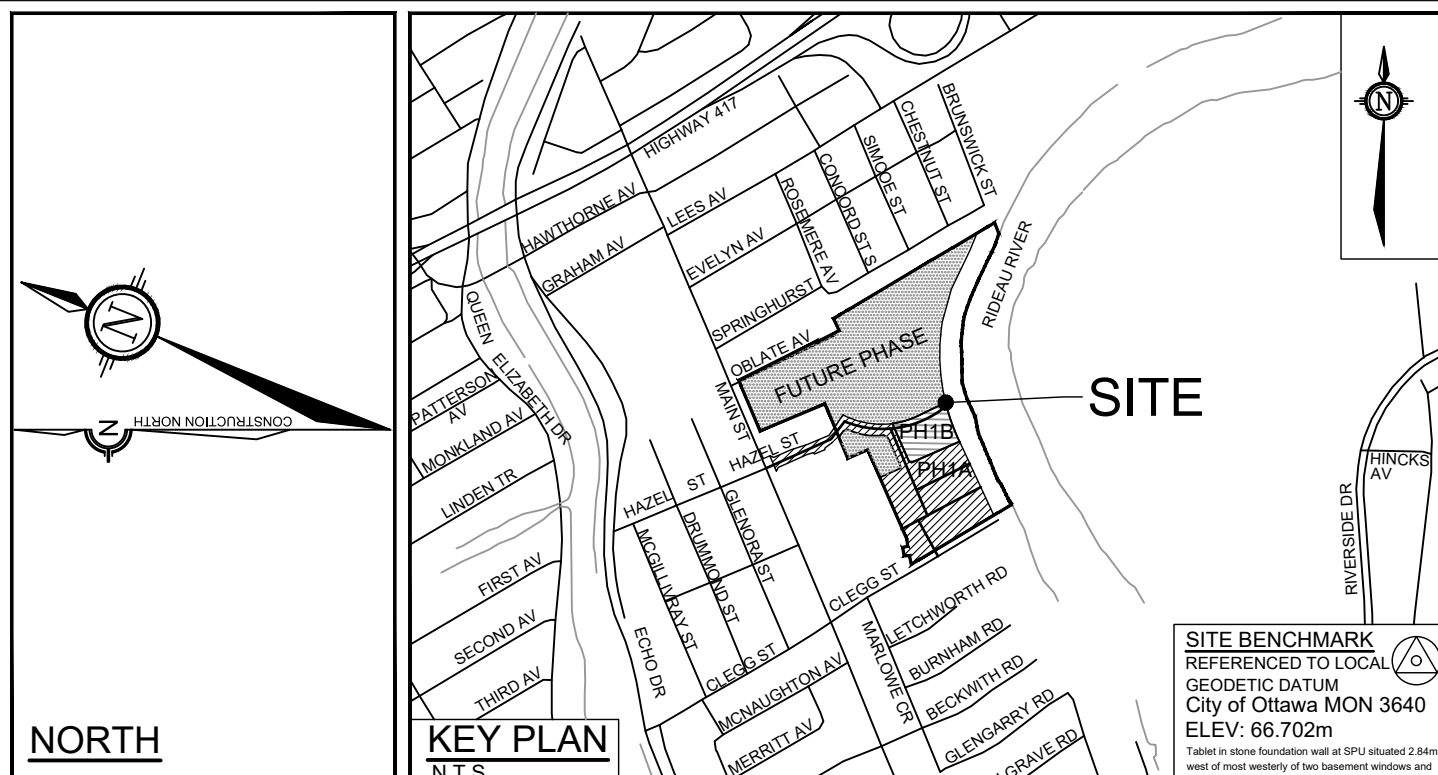 N
N
CONSTRUCTION NORTH
NORTH
HIGHWAY 417
HAWTHORNE AV
GRAHAM AV
LEES AV
EVELYN AV
SPRINGHURST
OBLATE AV
ROSEMERE AV
CONCORD ST S
SIMCOE ST
CHESTNUT ST
BRUNSWICK ST
RIDEAU RIVER
QUEEN ELIZABETH DR
PATTERSON
AV
MONKLAND AV
LINDEN TR
FIRST AV
SECOND AV
THIRD AV
MAIN ST
FUTURE PHASE
SITE
PH1B
PH1A
HAZEL ST
HAZEL ST
GLENORA ST
DRUMMOND ST
MCGILLIVRAY ST
ECHO DR
CLEGG ST
CLEGG ST
MCNAUGHTON AV
MERRITT AV
MARLOWE CR
LETCHWORTH RD
BURNHAM RD
BECKWITH RD
GLENGARRY RD
LGRAVE RD
N
RIVERSIDE DR
HINCKS
AV
KEY PLAN
N.T.S.
SITE BENCHMARK
REFERENCED TO LOCAL
GEODETIC DATUM
City of Ottawa MON 3640
ELEV: 66.702m
Tablet in stone foundation wall at SPU situated 2.84m
west of most westerly of two basement windows and